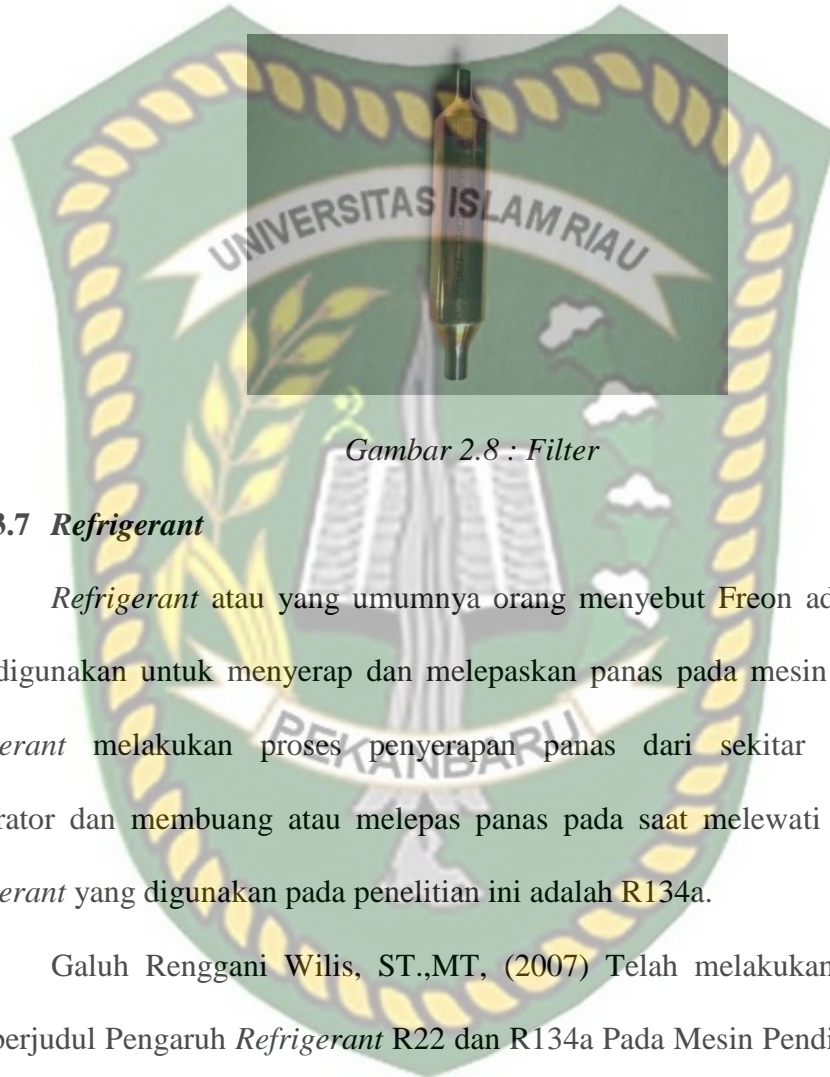 UNIVERSITAS ISLAM RIAU
Gambar 2.8 : Filter
3.7 Refrigerant
Refrigerant atau yang umumnya orang menyebut Freon ad
digunakan untuk menyerap dan melepaskan panas pada mesin
erant melakukan proses penyerapan panas dari sekitar
PEKANBARU
rator dan membuang atau melepas panas pada saat melewati
erant yang digunakan pada penelitian ini adalah R134a.
Galuh Renggani Wilis, ST.,MT, (2007) Telah melakukan
berjudul Pengaruh Refrigerant R22 dan R134a Pada Mesin Pendi